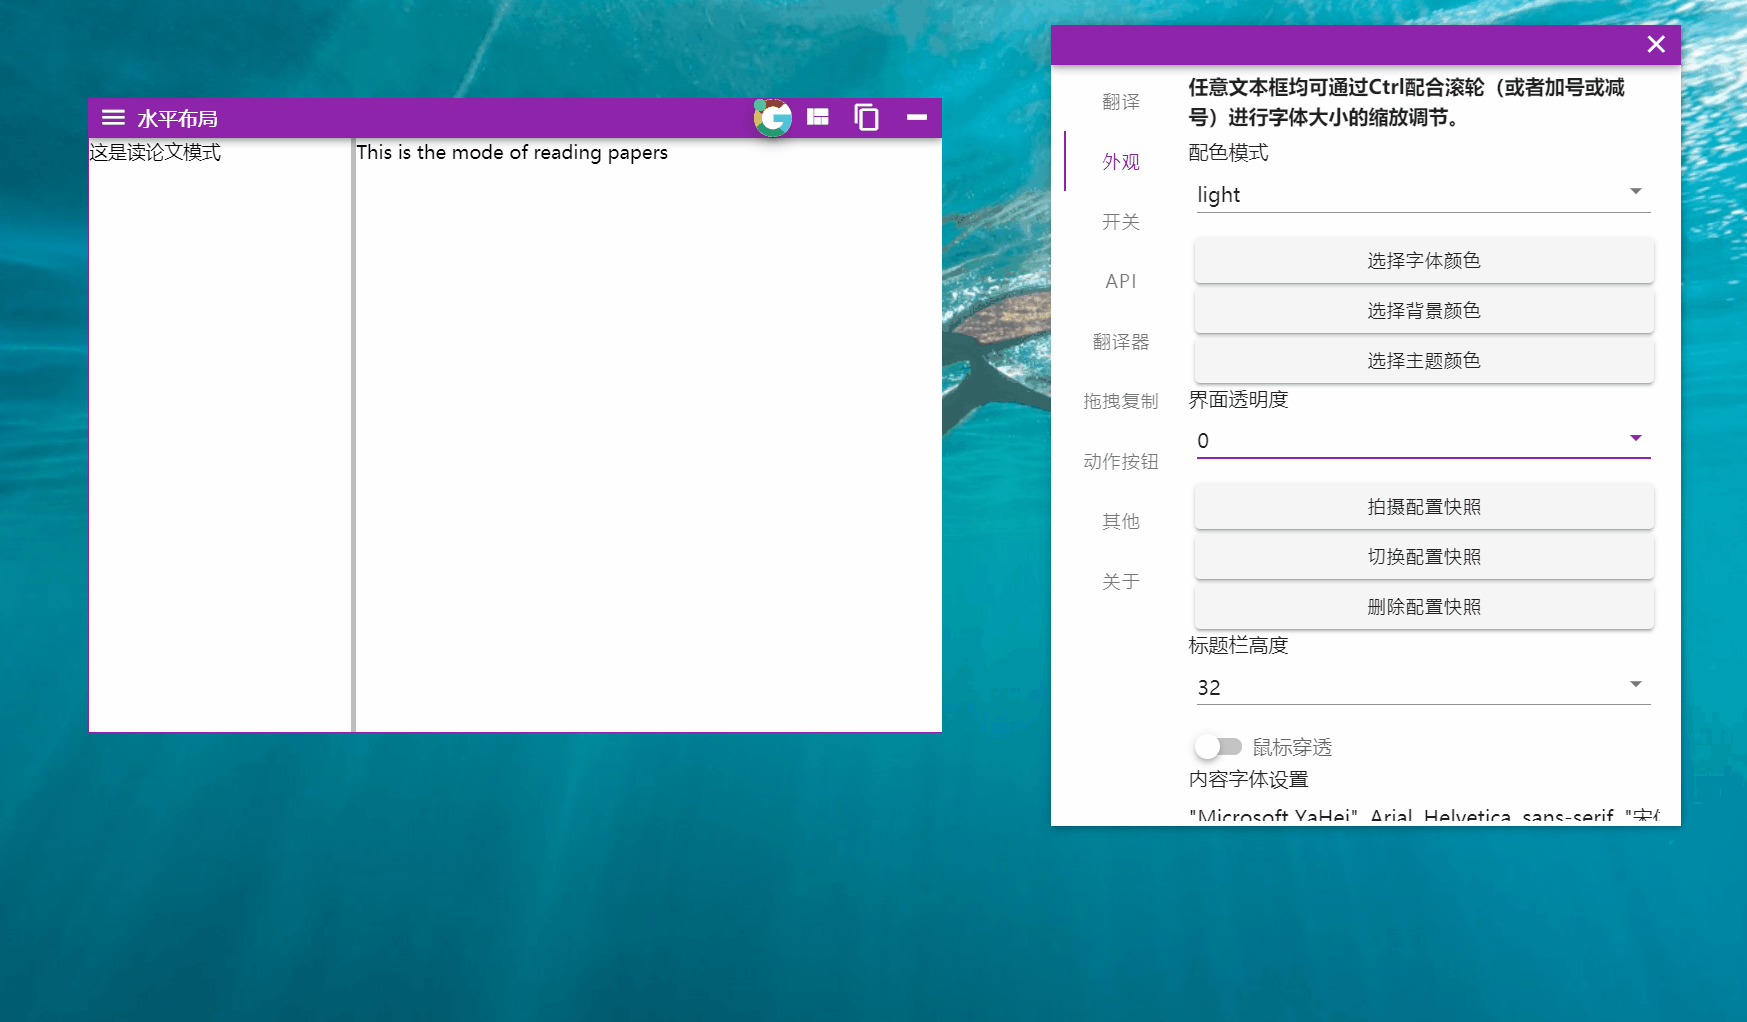 水平布局
这是读论文模式
This is the mode of reading papers
翻译
外观
开关
API
翻译器
拖拽复制
动作按钮
其他
关于
任意文本框均可通过Ctrl配合滚轮（或者加号或减
号）进行字体大小的缩放调节。
配色模式
light
选择字体颜色
选择背景颜色
选择主题颜色
界面透明度
0
拍摄配置快照
切换配置快照
删除配置快照
标题栏高度
32
鼠标穿透
内容字体设置
"Microsoft YaHei", Arial, Helvetica, sans-serif, "宋